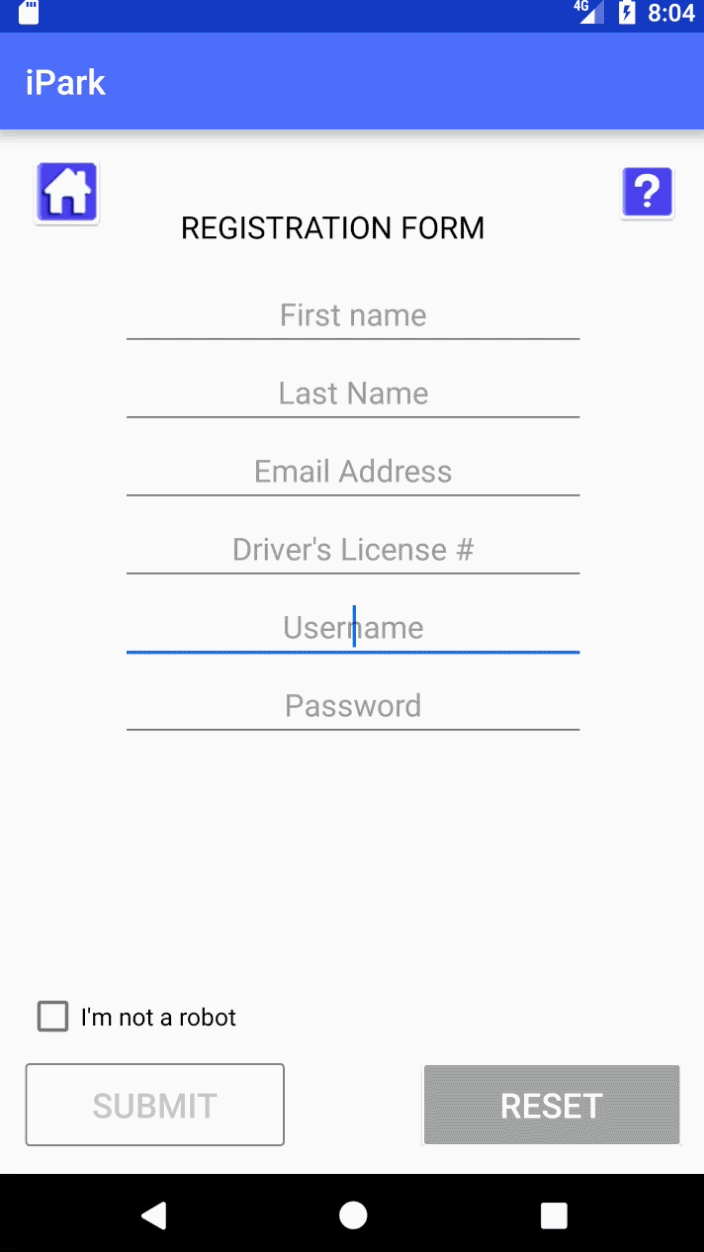 4G 8:04
iPark
?
REGISTRATION FORM
First name
Last Name
Email Address
Driver's License #
Username
Password
I'm not a robot
SUBMIT RESET